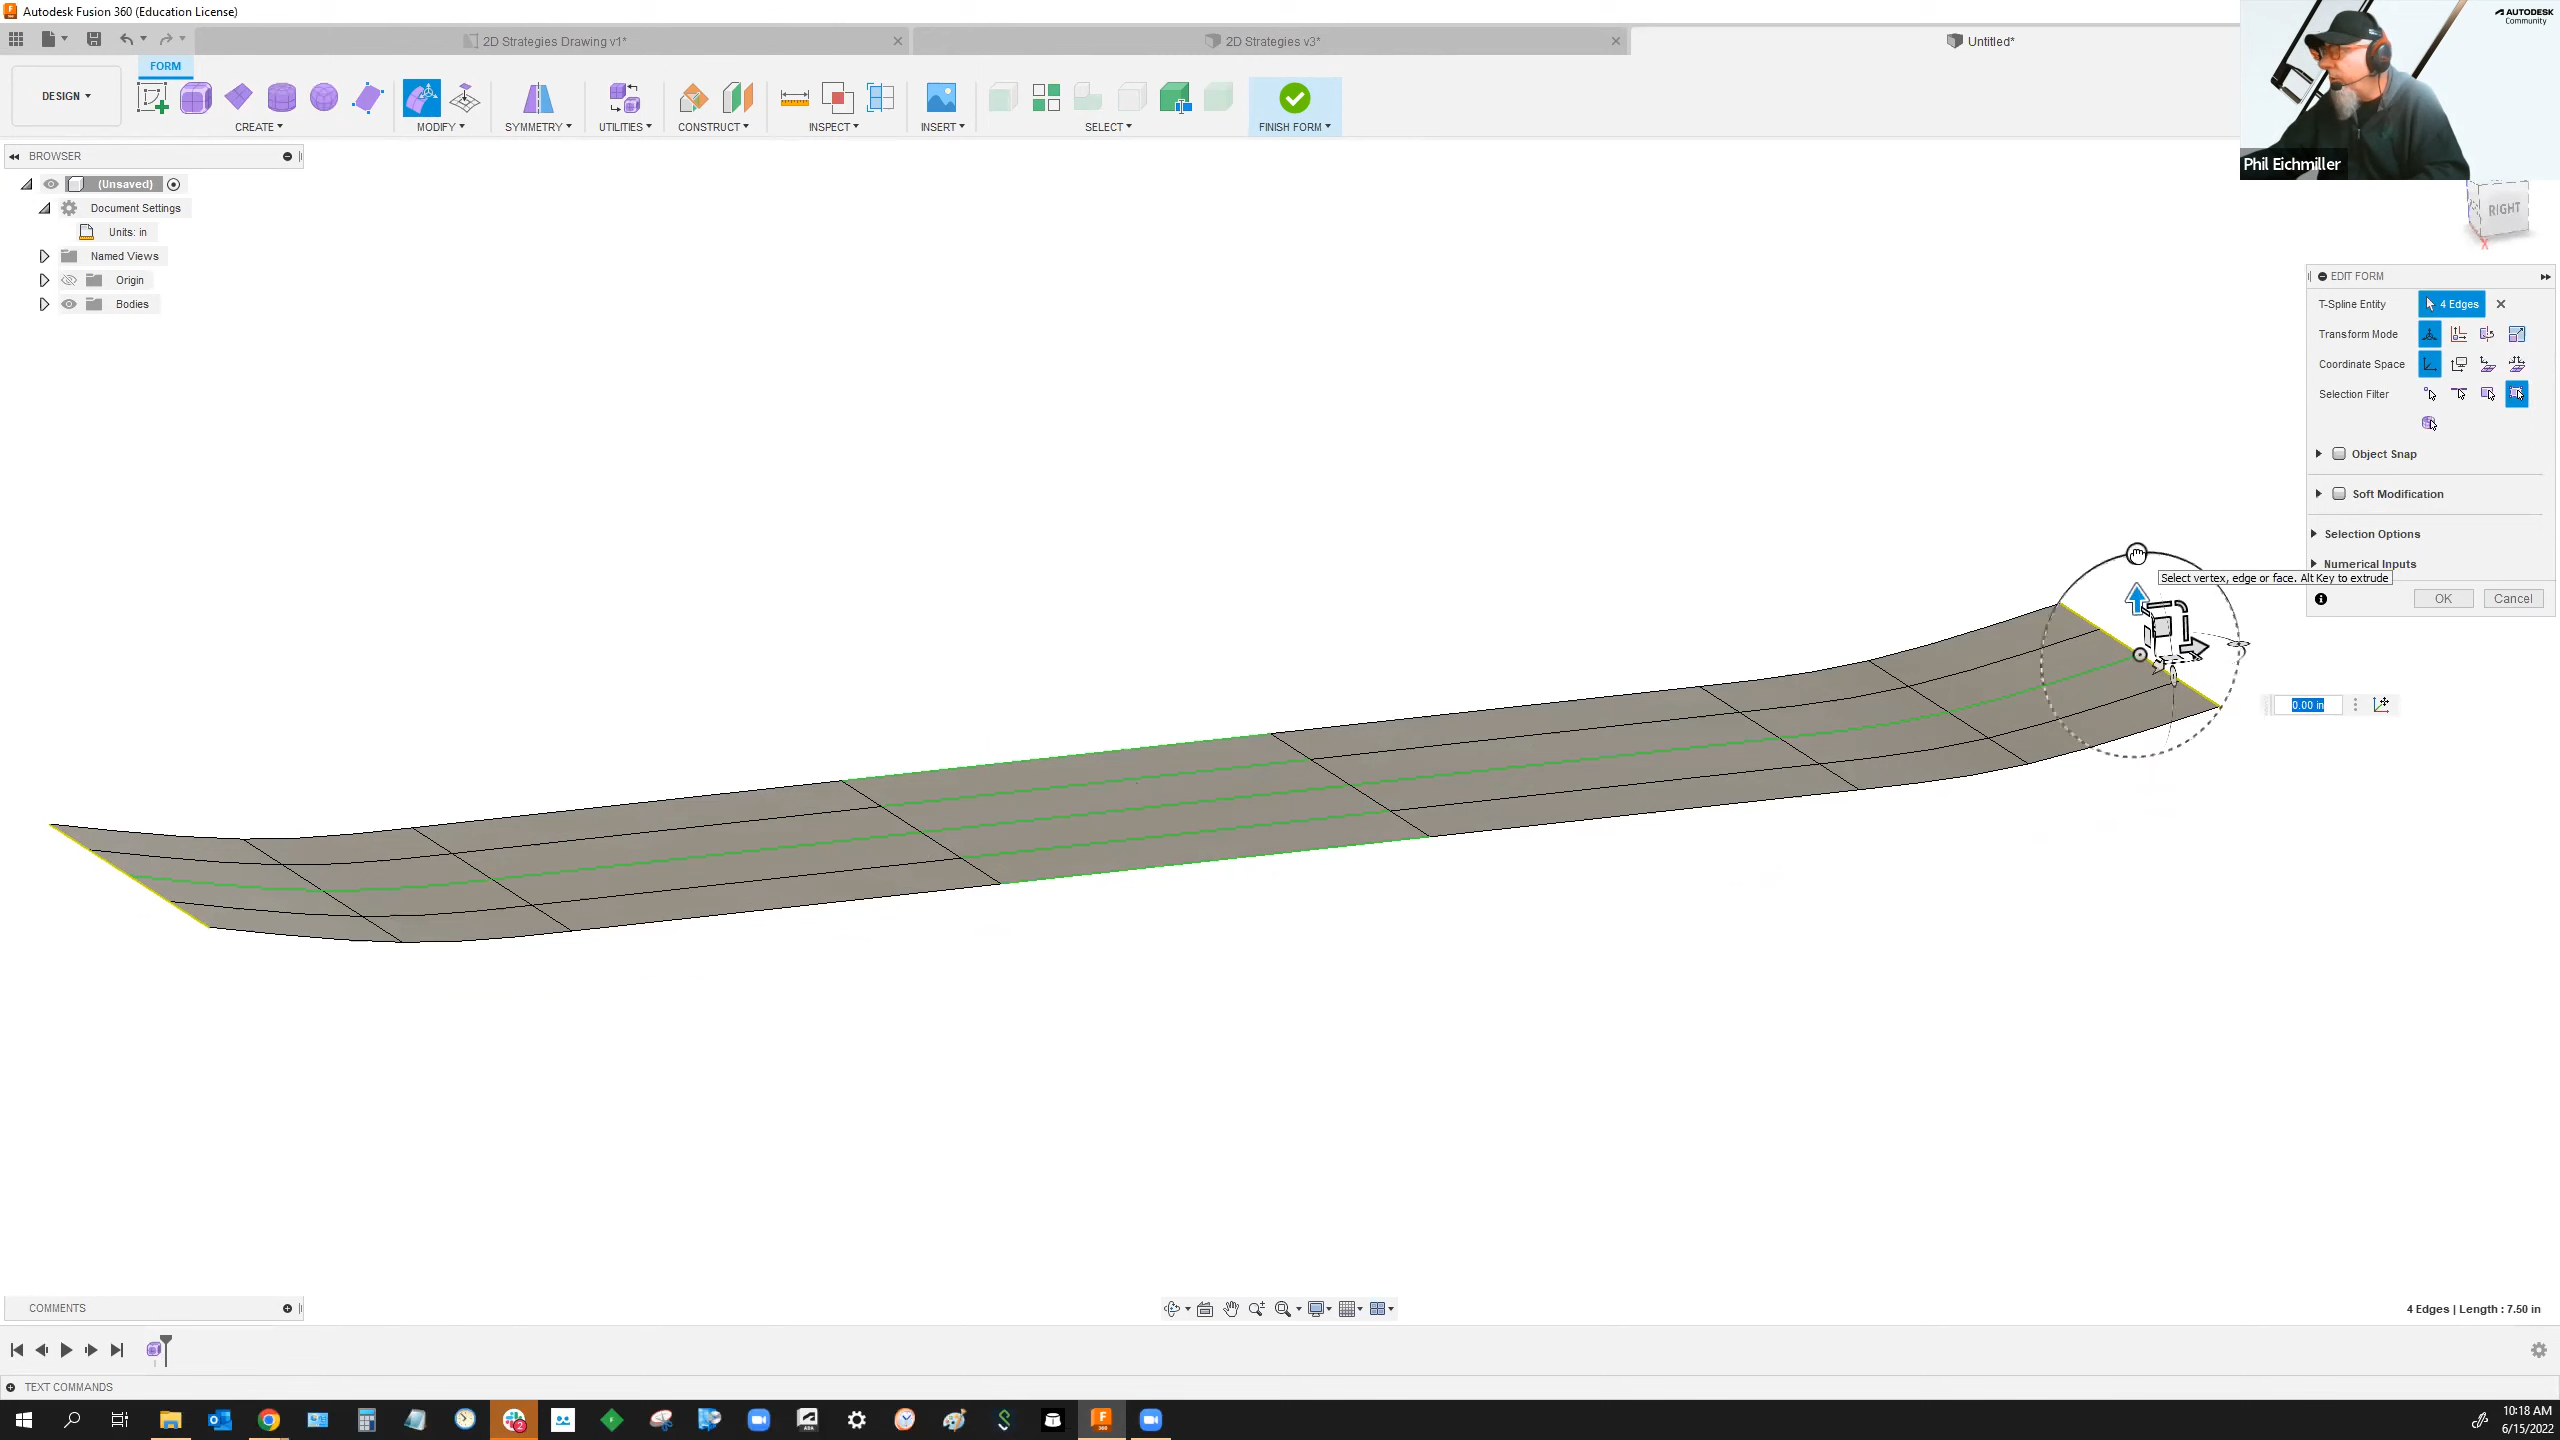 Autodesk Fusion 360 (Education License)
AUTODESK
Community
2D Strategies Drawing v1*
2D Strategies v3*
Untitled*
FORM
DESIGN
CREATE
MODIFY
SYMMETRY
UTILITIES
CONSTRUCT
INSPECT
INSERT
SELECT
FINISH FORM
Phil Eichmiller
BROWSER
(Unsaved)
Document Settings
Units: in
Named Views
Origin
Bodies
RIGHT
X
EDIT FORM
T-Spline Entity
4 Edges
Transform Mode
Coordinate Space
Selection Filter
Object Snap
Soft Modification
Selection Options
Numerical Inputs
Select vertex, edge or face. Alt Key to extrude
OK
Cancel
0.00 in
COMMENTS
4 Edges | Length : 7.50 in
TEXT COMMANDS
10:18 AM
6/15/2022